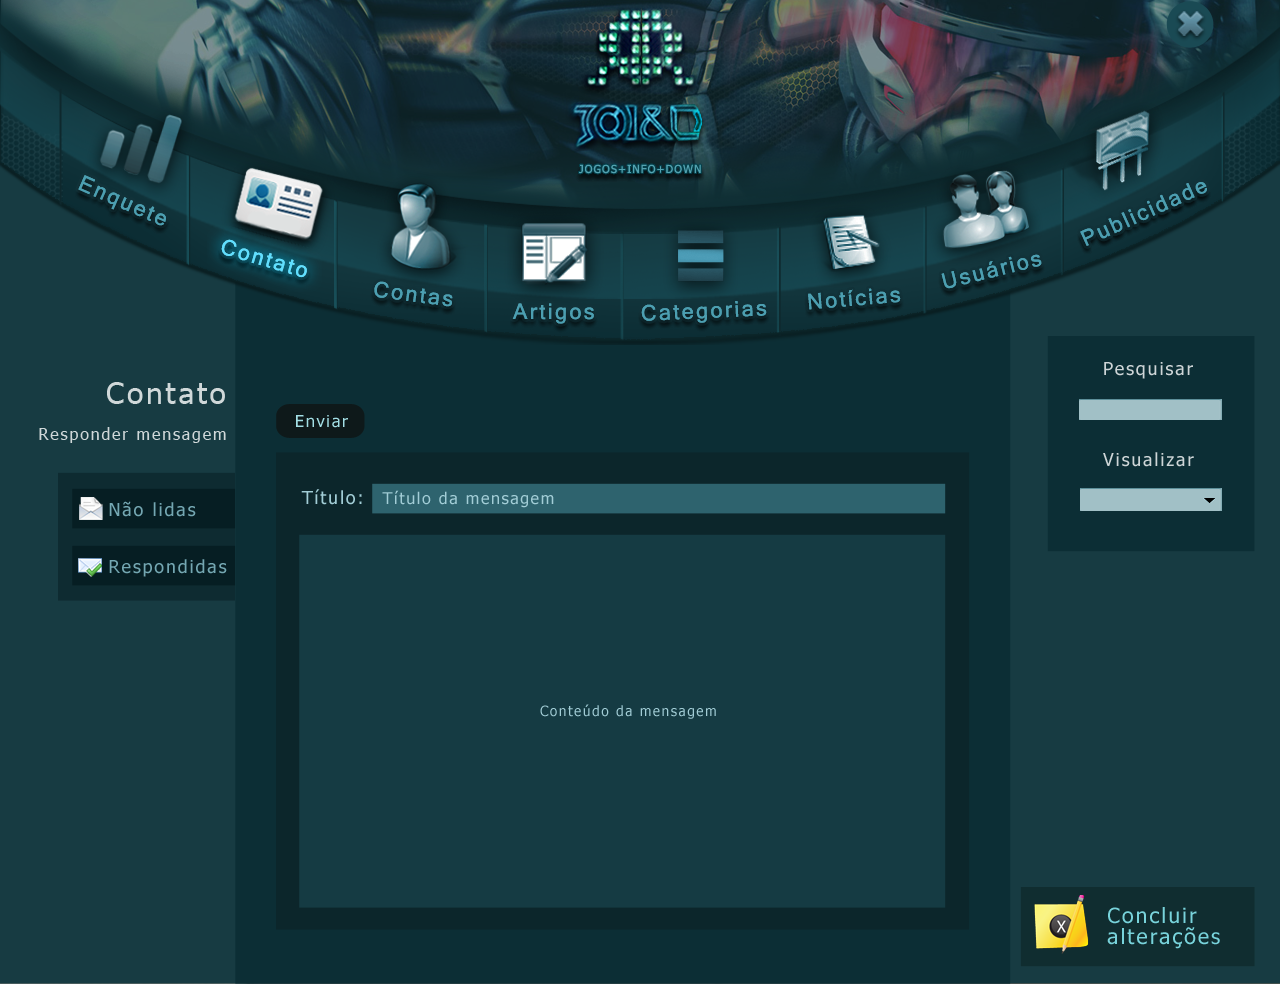 JOI&D
JOGOS+INFO+DOWN
Enquete
Contato
Contas
Artigos
Categorias
Notícias
Usuários
Publicidade
Contato
Responder mensagem
Não lidas
Respondidas
Enviar
Título: Título da mensagem
Conteúdo da mensagem
Pesquisar
Visualizar
X
Concluir
alterações